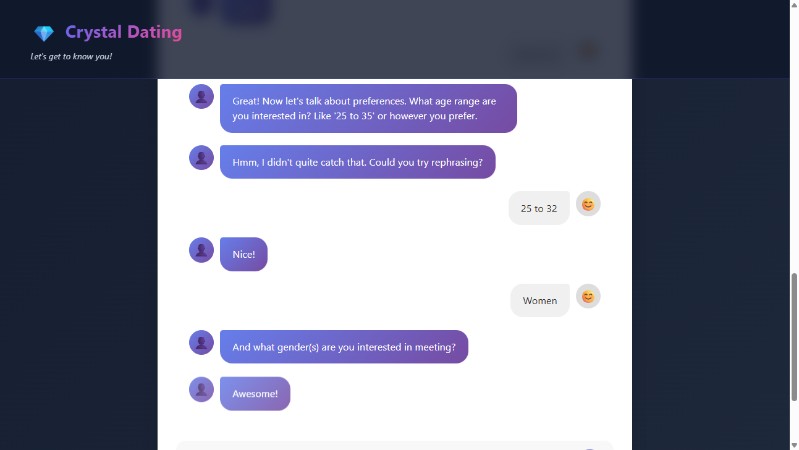 Crystal Dating
Let's get to know you!
Great! Now let's talk about preferences. What age range are
you interested in? Like '25 to 35' or however you prefer.
Hmm, I didn't quite catch that. Could you try rephrasing?
25 to 32
Nice!
Women
And what gender(s) are you interested in meeting?
Awesome!